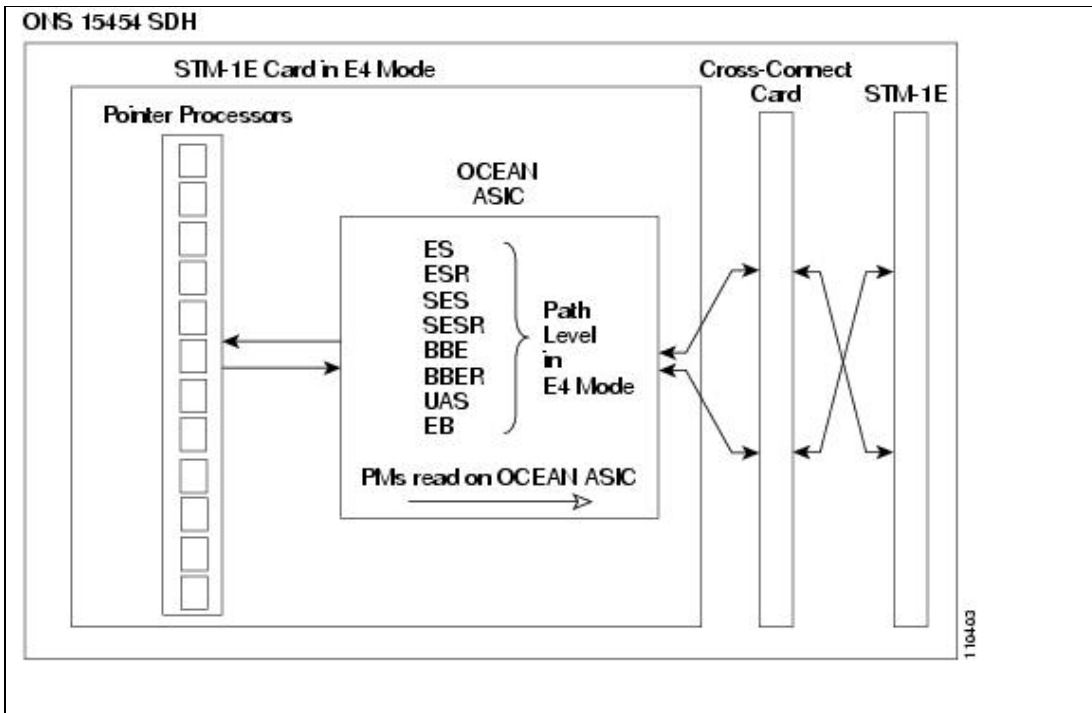 ONS 15454 SDH
STM-1E Card in E4 Mode
Cross-Connect
Card
STM-1E
Pointer Processors
OCEAN
ASIC
ES
ESR
SES
SESR
BBE
BBER
UAS
EB
Path
Level
in
E4 Mode
PMs read on OCEAN ASIC
110403